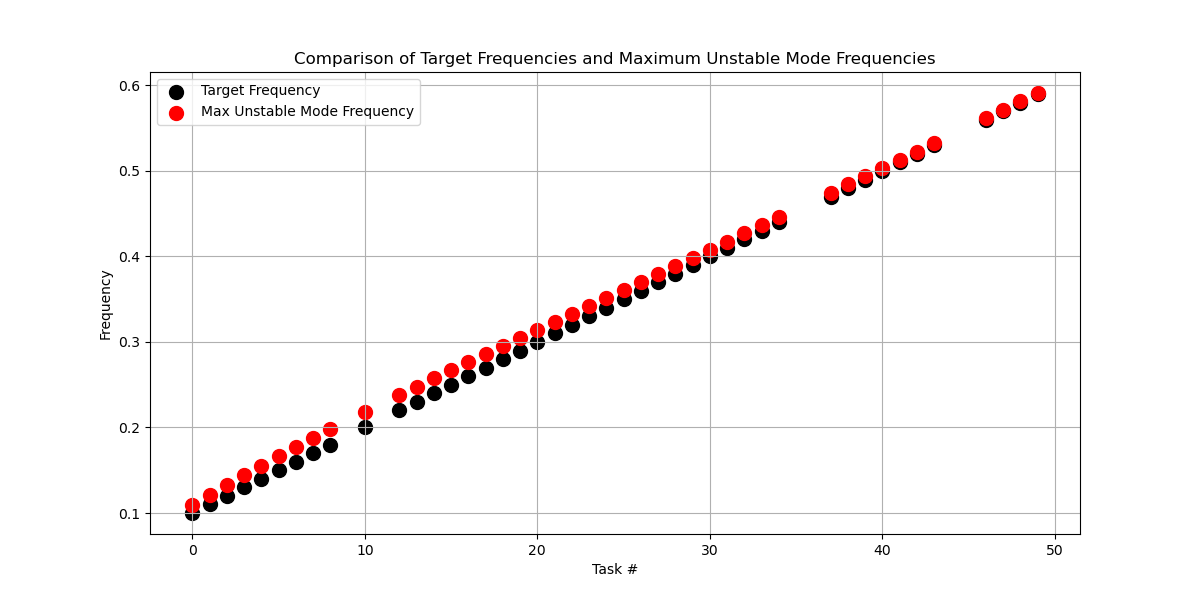 Comparison of Target Frequencies and Maximum Unstable Mode Frequencies
Target Frequency
Max Unstable Mode Frequency
0.6
0.5
0.4
0.3
0.2
0.1
Frequency
0 10 20 30 40 50
Task #